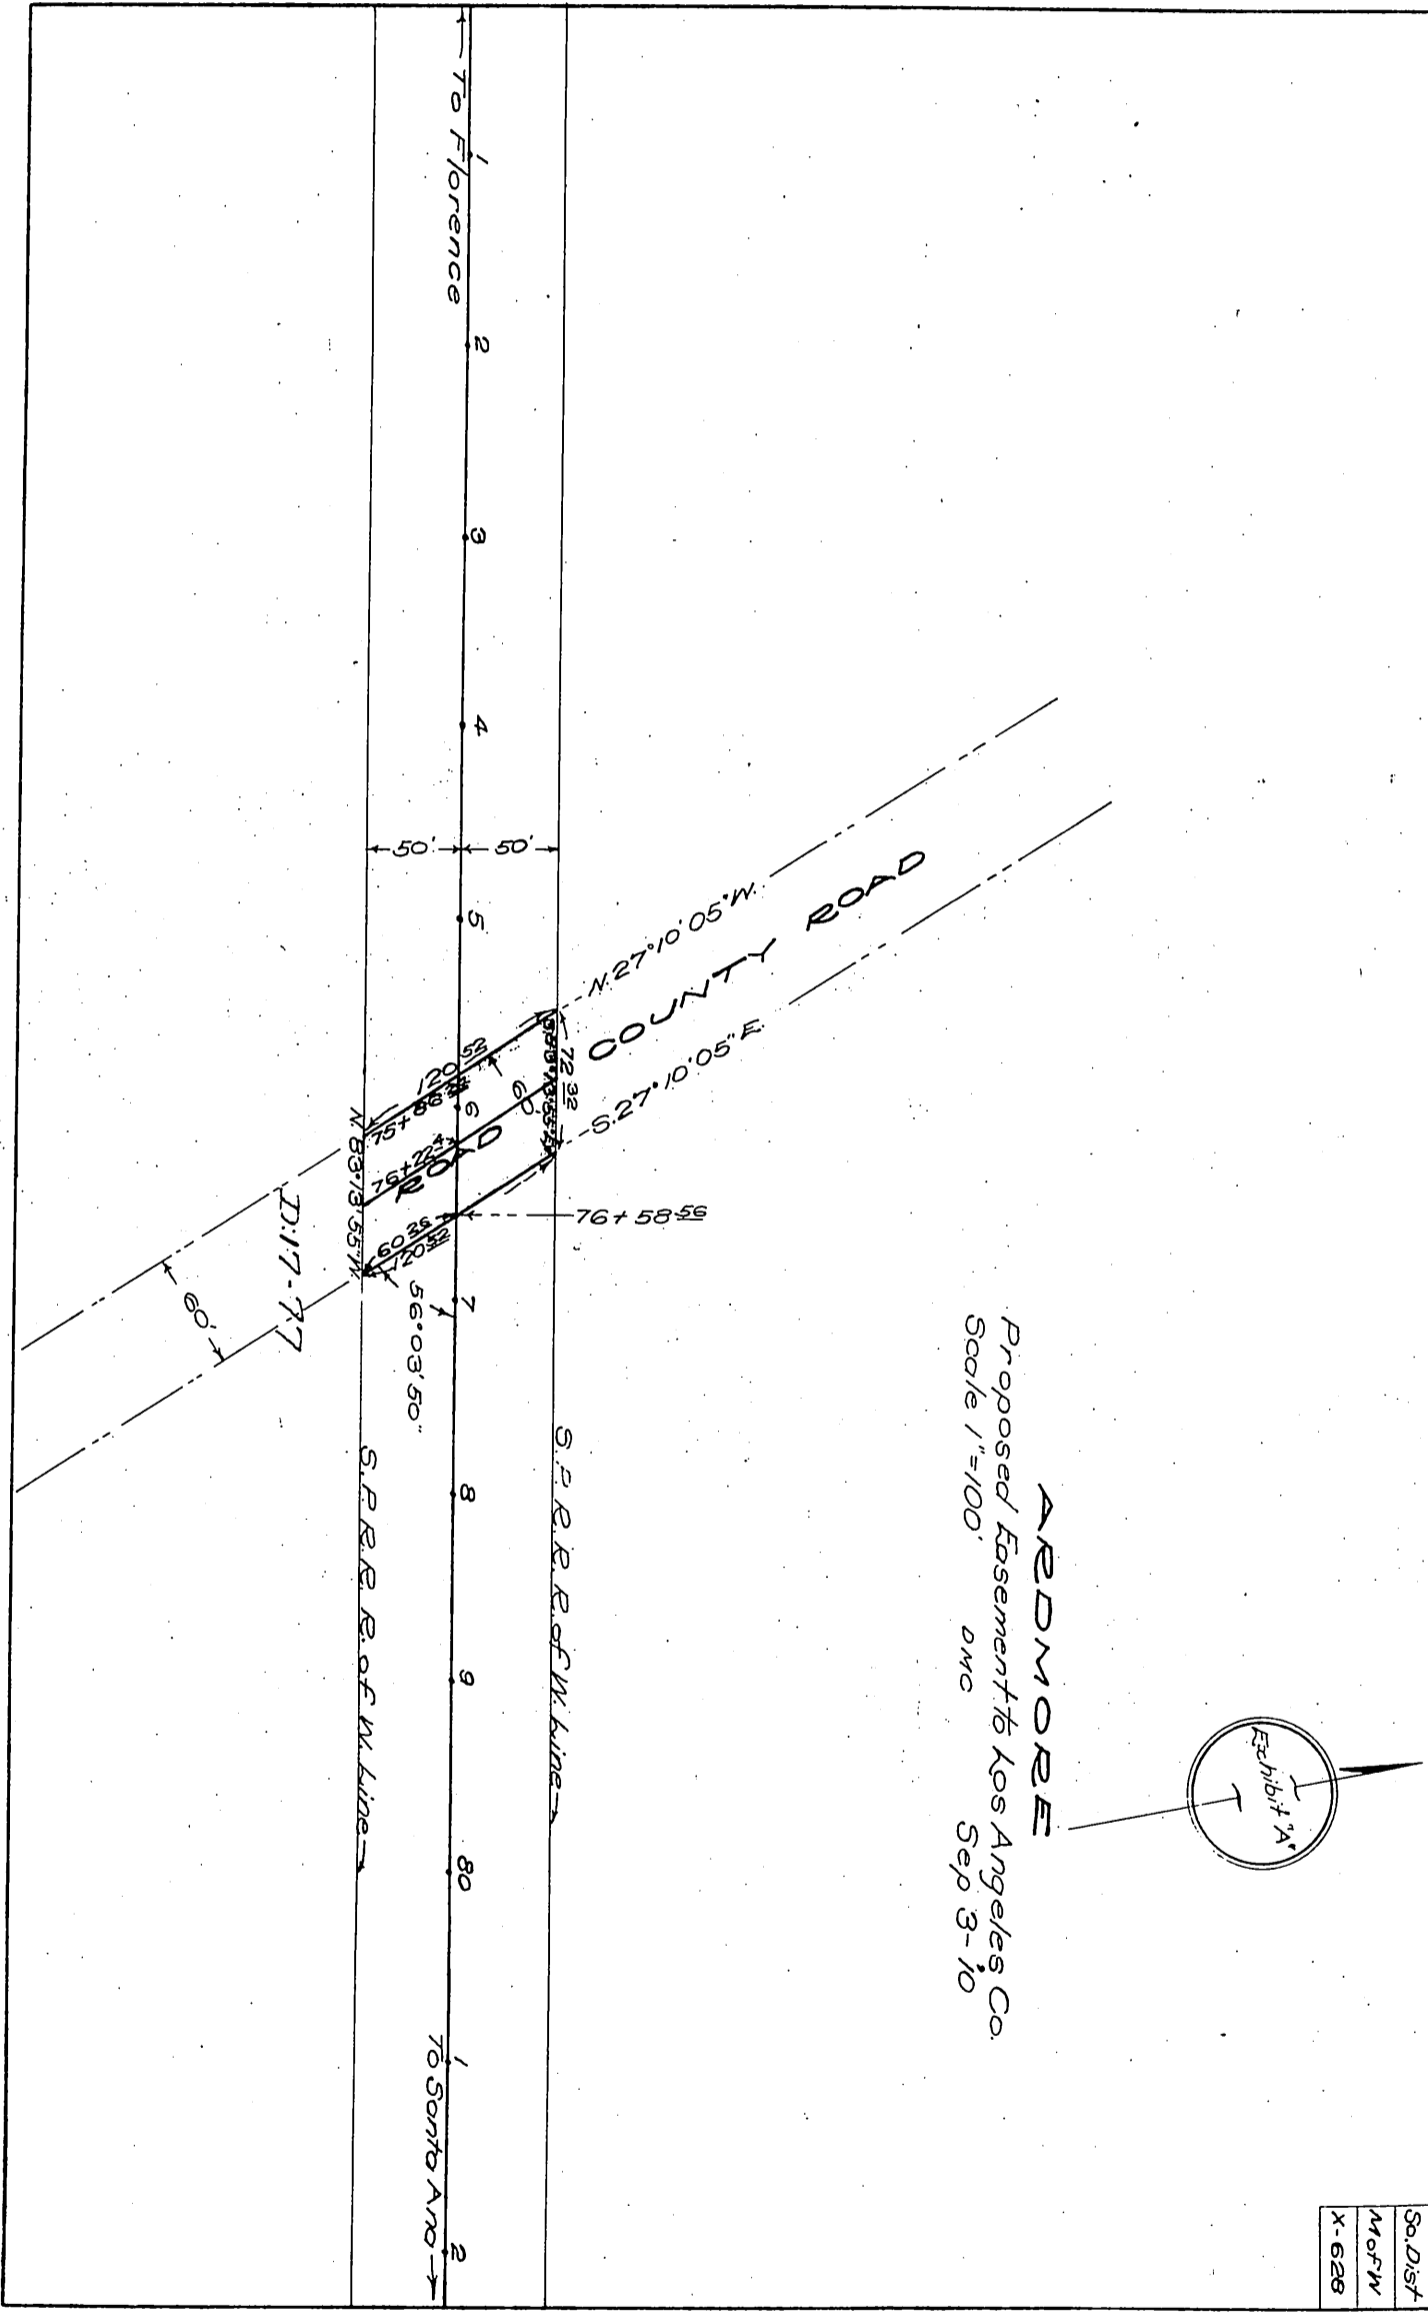 So. Dist
M of W
X-628
Exhibit "A"
ARDMORE
Proposed Easement to Los Angeles Co.
Scale 1"=100' DMC Sep 3-10
COUNTY ROAD
N. 27°10'05" W.
S. 27°10'05" E.
← To Florence
1
2
3
4
5
6
7
8
9
80
1
2
To Santa Ana →
50'
50'
72 32
120 52
60'
75+86
76+22 4
ROAD
76+58 56
60 26
120 52
N. 83°13'55" W.
56°03'50"
D:17-77
60'
S. P. R. R. R. of W. Line
S. P. R. R. R. of W. Line